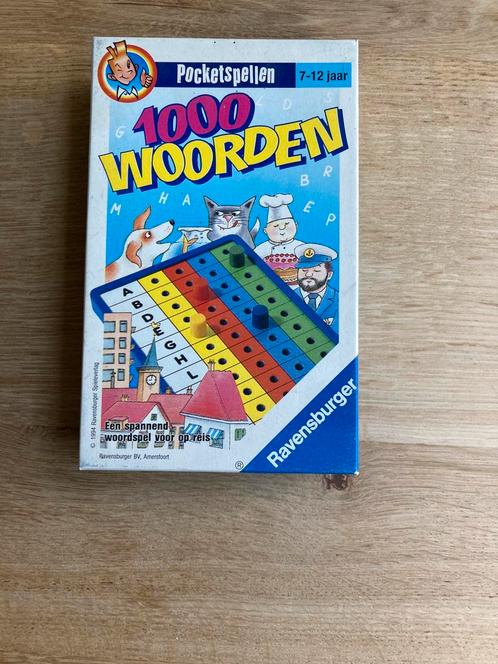 Pocketspellen
7-12 jaar
1000
WOORDEN
G L D S
M H A B R
E P
A
B
D
E
G
H
L
Een spannend
woordspel voor op reis
Ravensburger BV, Amersfoort
© 1994 Ravensburger Spieleverlag
Ravensburger
®